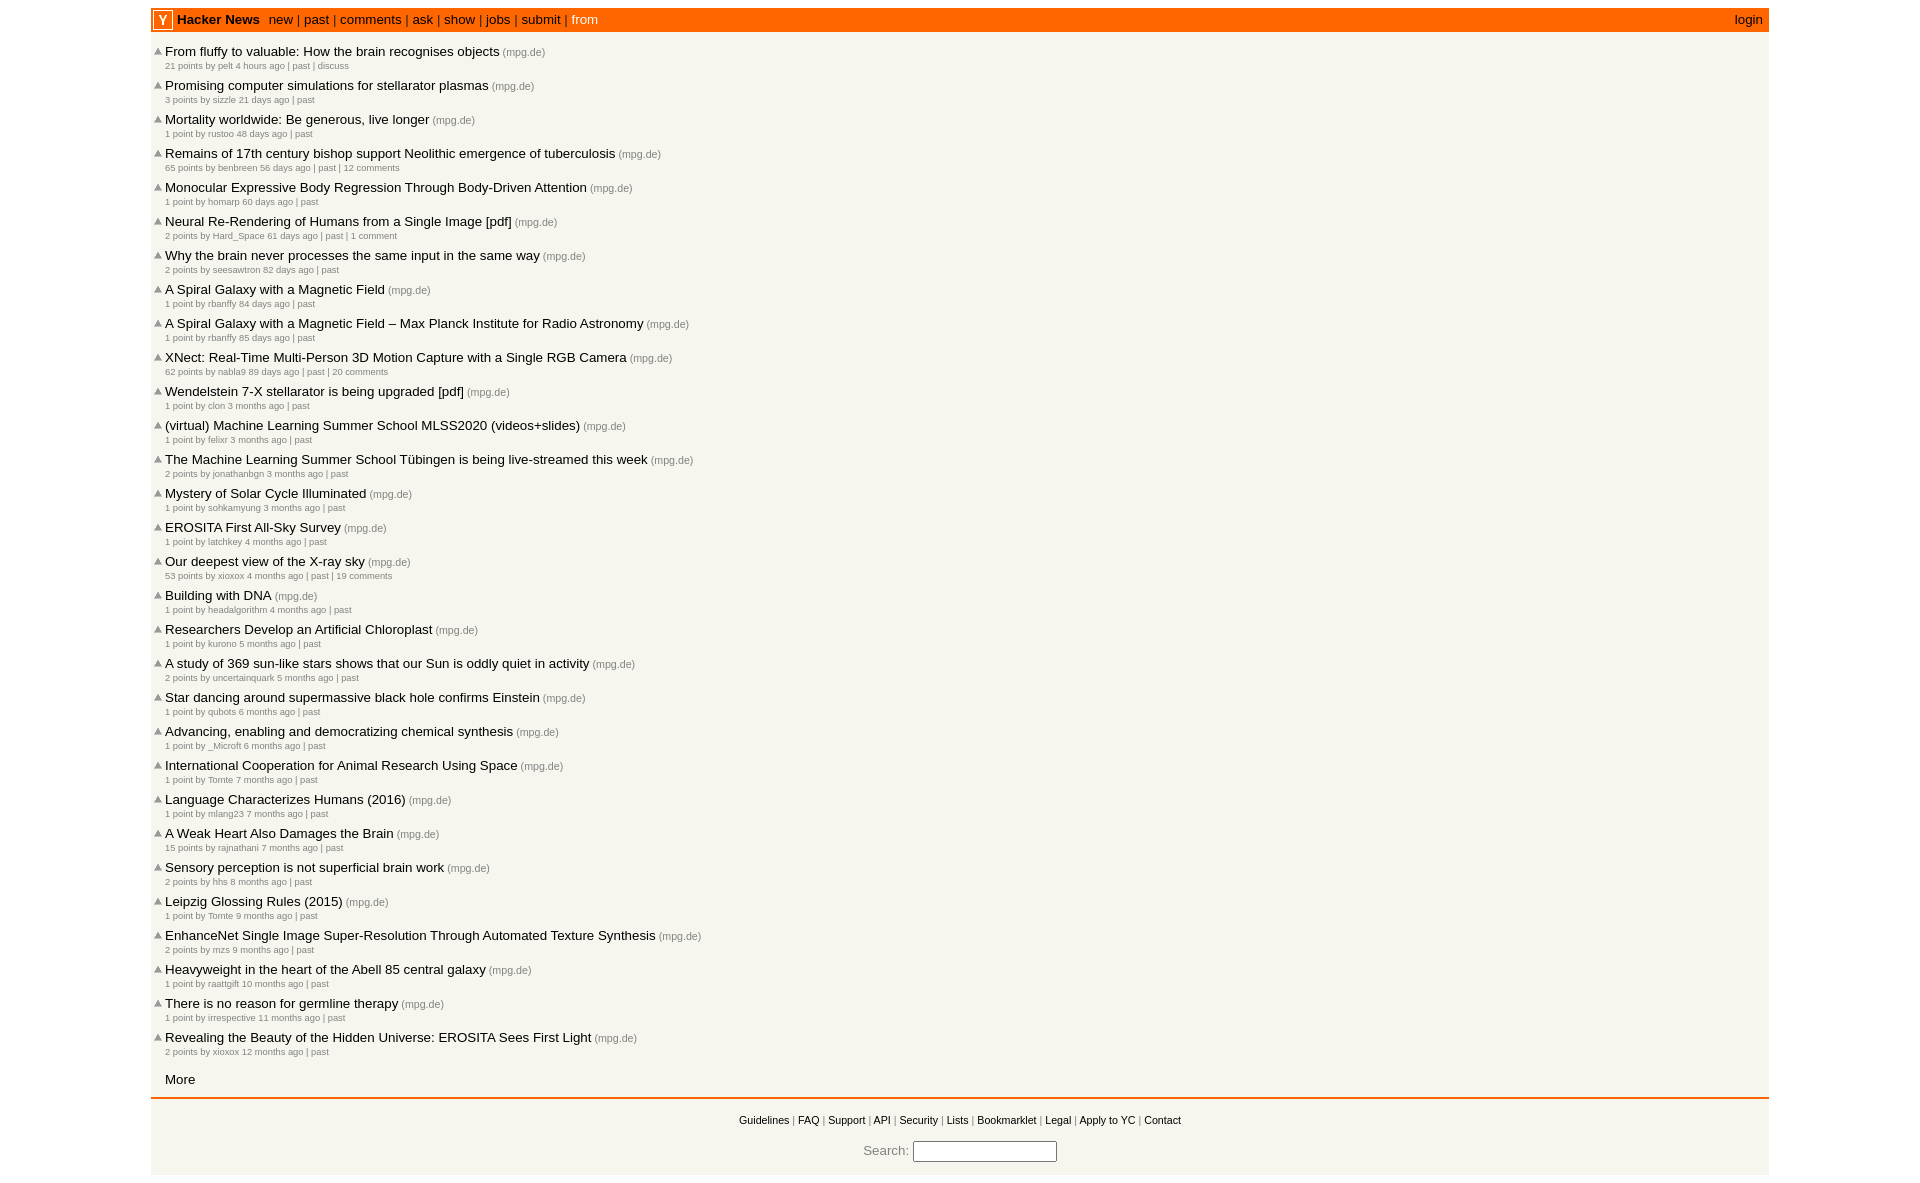 Y Hacker News new | past | comments | ask | show | jobs | submit | from login
From fluffy to valuable: How the brain recognises objects (mpg.de)
21 points by pelt 4 hours ago | past | discuss
Promising computer simulations for stellarator plasmas (mpg.de)
3 points by sizzle 21 days ago | past
Mortality worldwide: Be generous, live longer (mpg.de)
1 point by rustoo 48 days ago | past
Remains of 17th century bishop support Neolithic emergence of tuberculosis (mpg.de)
65 points by benbreen 56 days ago | past | 12 comments
Monocular Expressive Body Regression Through Body-Driven Attention (mpg.de)
1 point by homarp 60 days ago | past
Neural Re-Rendering of Humans from a Single Image [pdf] (mpg.de)
2 points by Hard_Space 61 days ago | past | 1 comment
Why the brain never processes the same input in the same way (mpg.de)
2 points by seesawtron 82 days ago | past
A Spiral Galaxy with a Magnetic Field (mpg.de)
1 point by rbanffy 84 days ago | past
A Spiral Galaxy with a Magnetic Field – Max Planck Institute for Radio Astronomy (mpg.de)
1 point by rbanffy 85 days ago | past
XNect: Real-Time Multi-Person 3D Motion Capture with a Single RGB Camera (mpg.de)
62 points by nabla9 89 days ago | past | 20 comments
Wendelstein 7-X stellarator is being upgraded [pdf] (mpg.de)
1 point by clon 3 months ago | past
(virtual) Machine Learning Summer School MLSS2020 (videos+slides) (mpg.de)
1 point by felixr 3 months ago | past
The Machine Learning Summer School Tübingen is being live-streamed this week (mpg.de)
2 points by jonathanbgn 3 months ago | past
Mystery of Solar Cycle Illuminated (mpg.de)
1 point by sohkamyung 3 months ago | past
EROSITA First All-Sky Survey (mpg.de)
1 point by latchkey 4 months ago | past
Our deepest view of the X-ray sky (mpg.de)
53 points by xioxox 4 months ago | past | 19 comments
Building with DNA (mpg.de)
1 point by headalgorithm 4 months ago | past
Researchers Develop an Artificial Chloroplast (mpg.de)
1 point by kurono 5 months ago | past
A study of 369 sun-like stars shows that our Sun is oddly quiet in activity (mpg.de)
2 points by uncertainquark 5 months ago | past
Star dancing around supermassive black hole confirms Einstein (mpg.de)
1 point by qubots 6 months ago | past
Advancing, enabling and democratizing chemical synthesis (mpg.de)
1 point by _Microft 6 months ago | past
International Cooperation for Animal Research Using Space (mpg.de)
1 point by Tomte 7 months ago | past
Language Characterizes Humans (2016) (mpg.de)
1 point by mlang23 7 months ago | past
A Weak Heart Also Damages the Brain (mpg.de)
15 points by rajnathani 7 months ago | past
Sensory perception is not superficial brain work (mpg.de)
2 points by hhs 8 months ago | past
Leipzig Glossing Rules (2015) (mpg.de)
1 point by Tomte 9 months ago | past
EnhanceNet Single Image Super-Resolution Through Automated Texture Synthesis (mpg.de)
2 points by mzs 9 months ago | past
Heavyweight in the heart of the Abell 85 central galaxy (mpg.de)
1 point by raattgift 10 months ago | past
There is no reason for germline therapy (mpg.de)
1 point by irrespective 11 months ago | past
Revealing the Beauty of the Hidden Universe: EROSITA Sees First Light (mpg.de)
2 points by xioxox 12 months ago | past
More
Guidelines | FAQ | Support | API | Security | Lists | Bookmarklet | Legal | Apply to YC | Contact
Search: